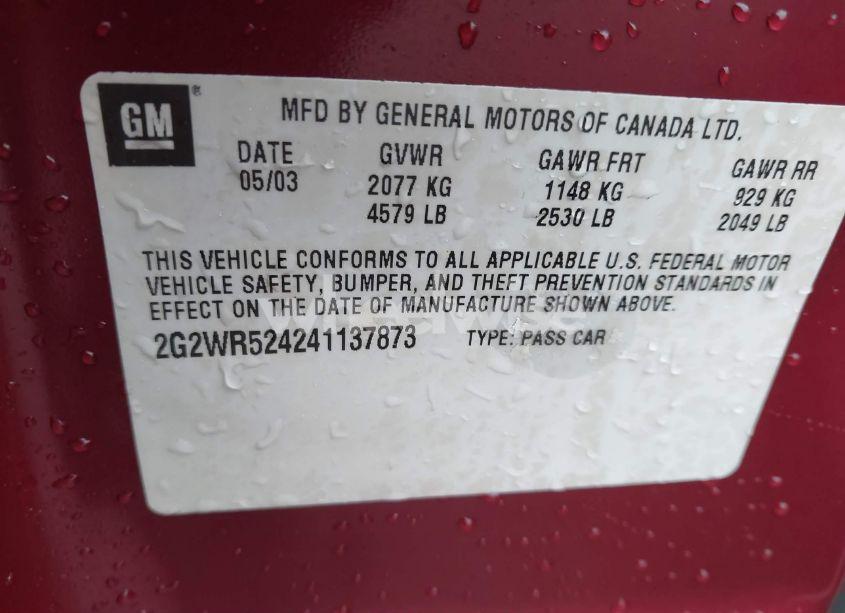 GM®
MFD BY GENERAL MOTORS OF CANADA LTD.
DATE GVWR GAWR FRT GAWR RR
05/03 2077 KG 1148 KG 929 KG
4579 LB 2530 LB 2049 LB
THIS VEHICLE CONFORMS TO ALL APPLICABLE U.S. FEDERAL MOTOR
VEHICLE SAFETY, BUMPER, AND THEFT PREVENTION STANDARDS IN
EFFECT ON THE DATE OF MANUFACTURE SHOWN ABOVE.
2G2WR524241137873 TYPE: PASS CAR